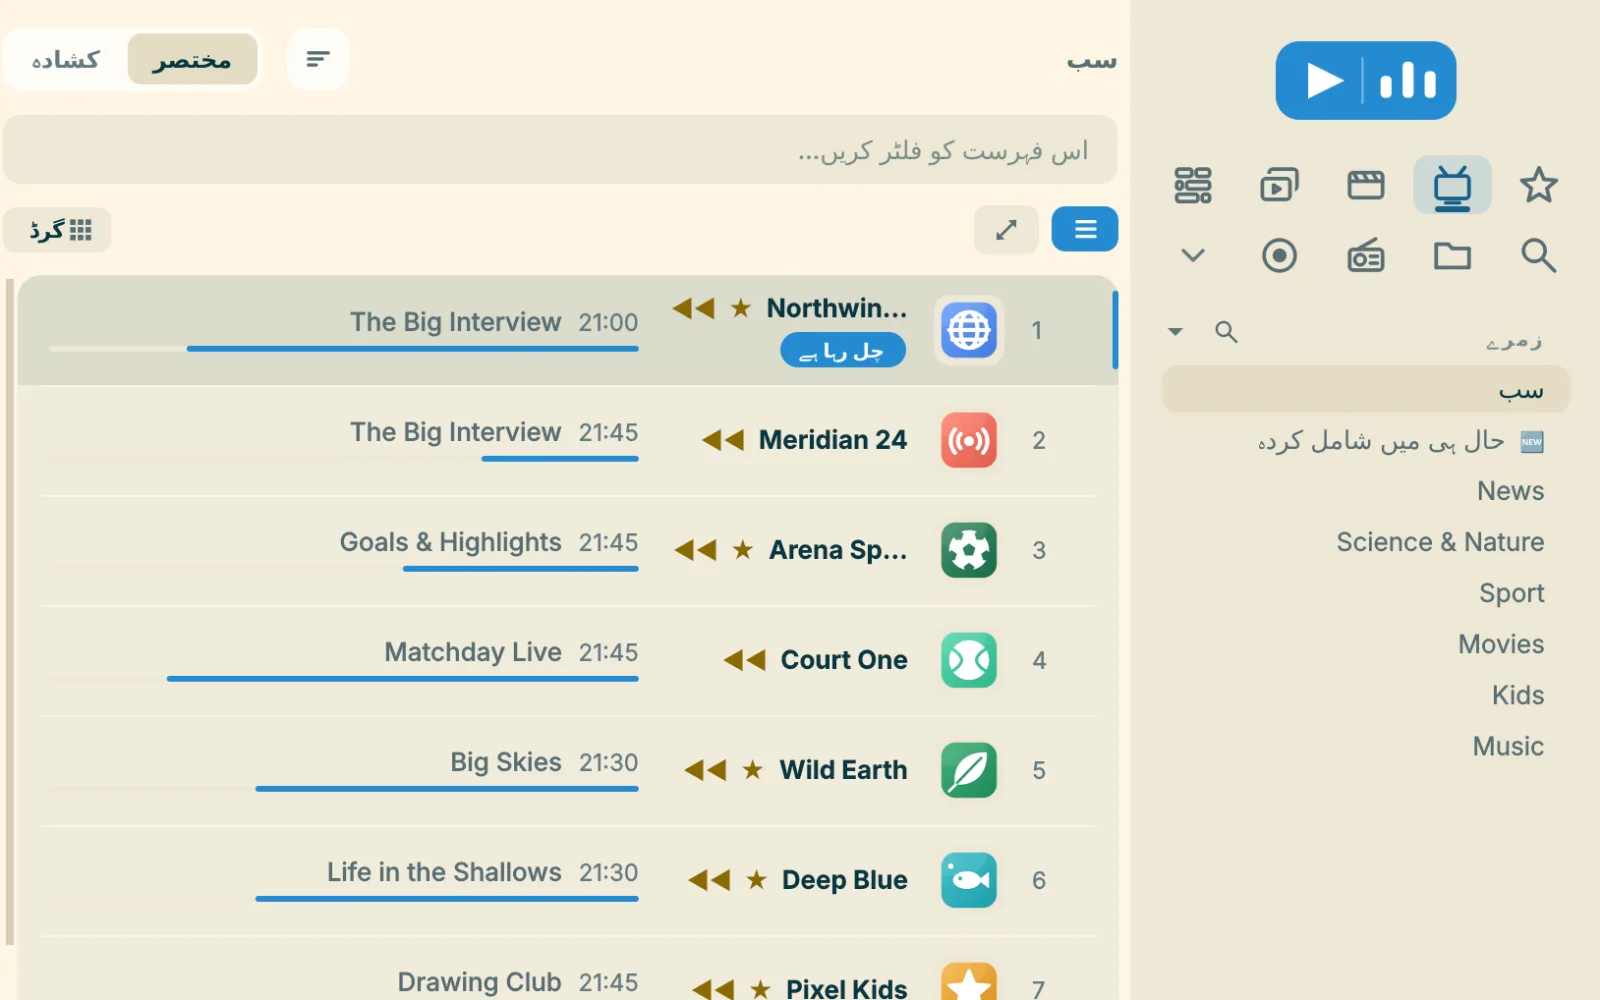 سب
مختصر
کشادہ
اس فہرست کو فلٹر کریں...
گرڈ
1 Northwin... 21:00 The Big Interview
چل رہا ہے
2 Meridian 24 21:45 The Big Interview
3 Arena Sp... 21:45 Goals & Highlights
4 Court One 21:45 Matchday Live
5 Wild Earth 21:30 Big Skies
6 Deep Blue 21:30 Life in the Shallows
7 Pixel Kids 21:45 Drawing Club
زمرے
سب
🆕 حال ہی میں شامل کردہ
News
Science & Nature
Sport
Movies
Kids
Music